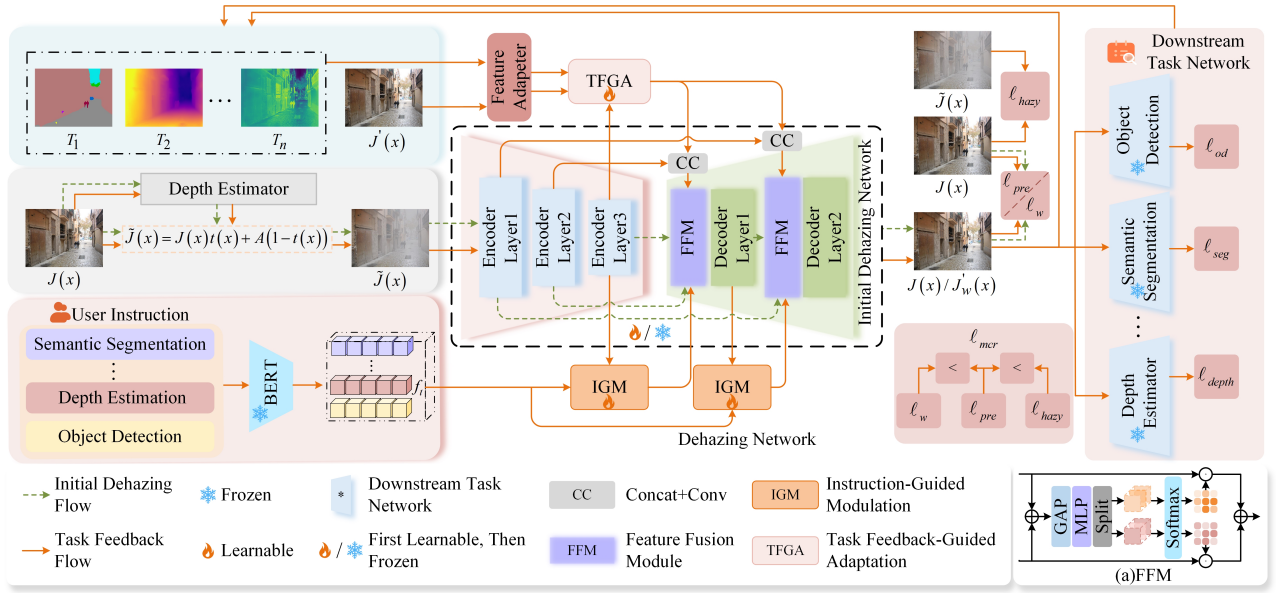 T1
T2
...
Tn
J'(x)
Feature
Adapeter
TFGA
CC
CC
J̃(x)
ℓhazy
J(x)
ℓpre
ℓw
J(x)/J'w(x)
Downstream
Task Network
Object
Detection
ℓod
Semantic
Segmentation
ℓseg
Depth
Estimator
ℓdepth
Depth Estimator
J̃(x)=J(x)t(x)+A(1−t(x))
J(x)
J̃(x)
Encoder
Layer1
Encoder
Layer2
Encoder
Layer3
FFM
Decoder
Layer1
FFM
Decoder
Layer2
Initial Dehazing Network
/
User Instruction
Semantic Segmentation
Depth Estimation
Object Detection
BERT
fi
IGM
IGM
Dehazing Network
ℓmcr
<
<
ℓw
ℓpre
ℓhazy
Initial Dehazing
Flow
Frozen
*
Downstream Task
Network
CC
Concat+Conv
IGM
Instruction-Guided
Modulation
Task Feedback
Flow
Learnable
/
First Learnable, Then
Frozen
FFM
Feature Fusion
Module
TFGA
Task Feedback-Guided
Adaptation
GAP
MLP
Split
Softmax
(a)FFM